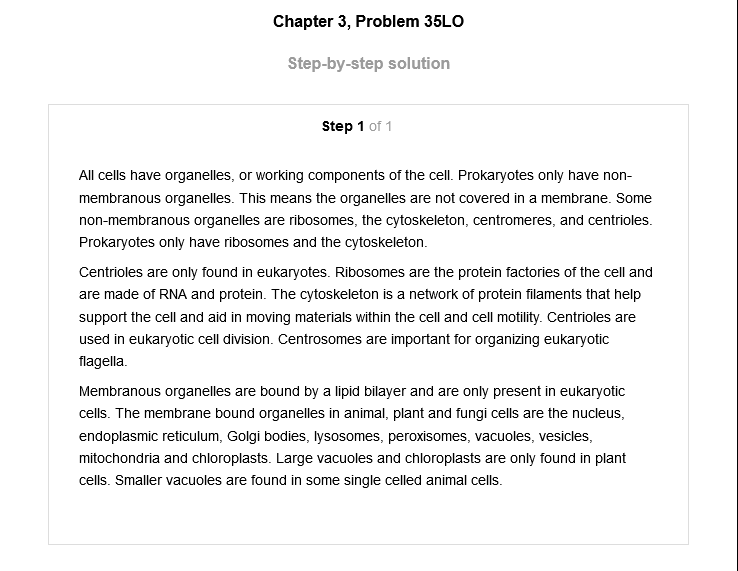 Chapter 3, Problem 35LO
Step-by-step solution
Step 1 of 1
All cells have organelles, or working components of the cell. Prokaryotes only have non-
membranous organelles. This means the organelles are not covered in a membrane. Some
non-membranous organelles are ribosomes, the cytoskeleton, centromeres, and centrioles.
Prokaryotes only have ribosomes and the cytoskeleton.
Centrioles are only found in eukaryotes. Ribosomes are the protein factories of the cell and
are made of RNA and protein. The cytoskeleton is a network of protein filaments that help
support the cell and aid in moving materials within the cell and cell motility. Centrioles are
used in eukaryotic cell division. Centrosomes are important for organizing eukaryotic
flagella.
Membranous organelles are bound by a lipid bilayer and are only present in eukaryotic
cells. The membrane bound organelles in animal, plant and fungi cells are the nucleus,
endoplasmic reticulum, Golgi bodies, lysosomes, peroxisomes, vacuoles, vesicles,
mitochondria and chloroplasts. Large vacuoles and chloroplasts are only found in plant
cells. Smaller vacuoles are found in some single celled animal cells.